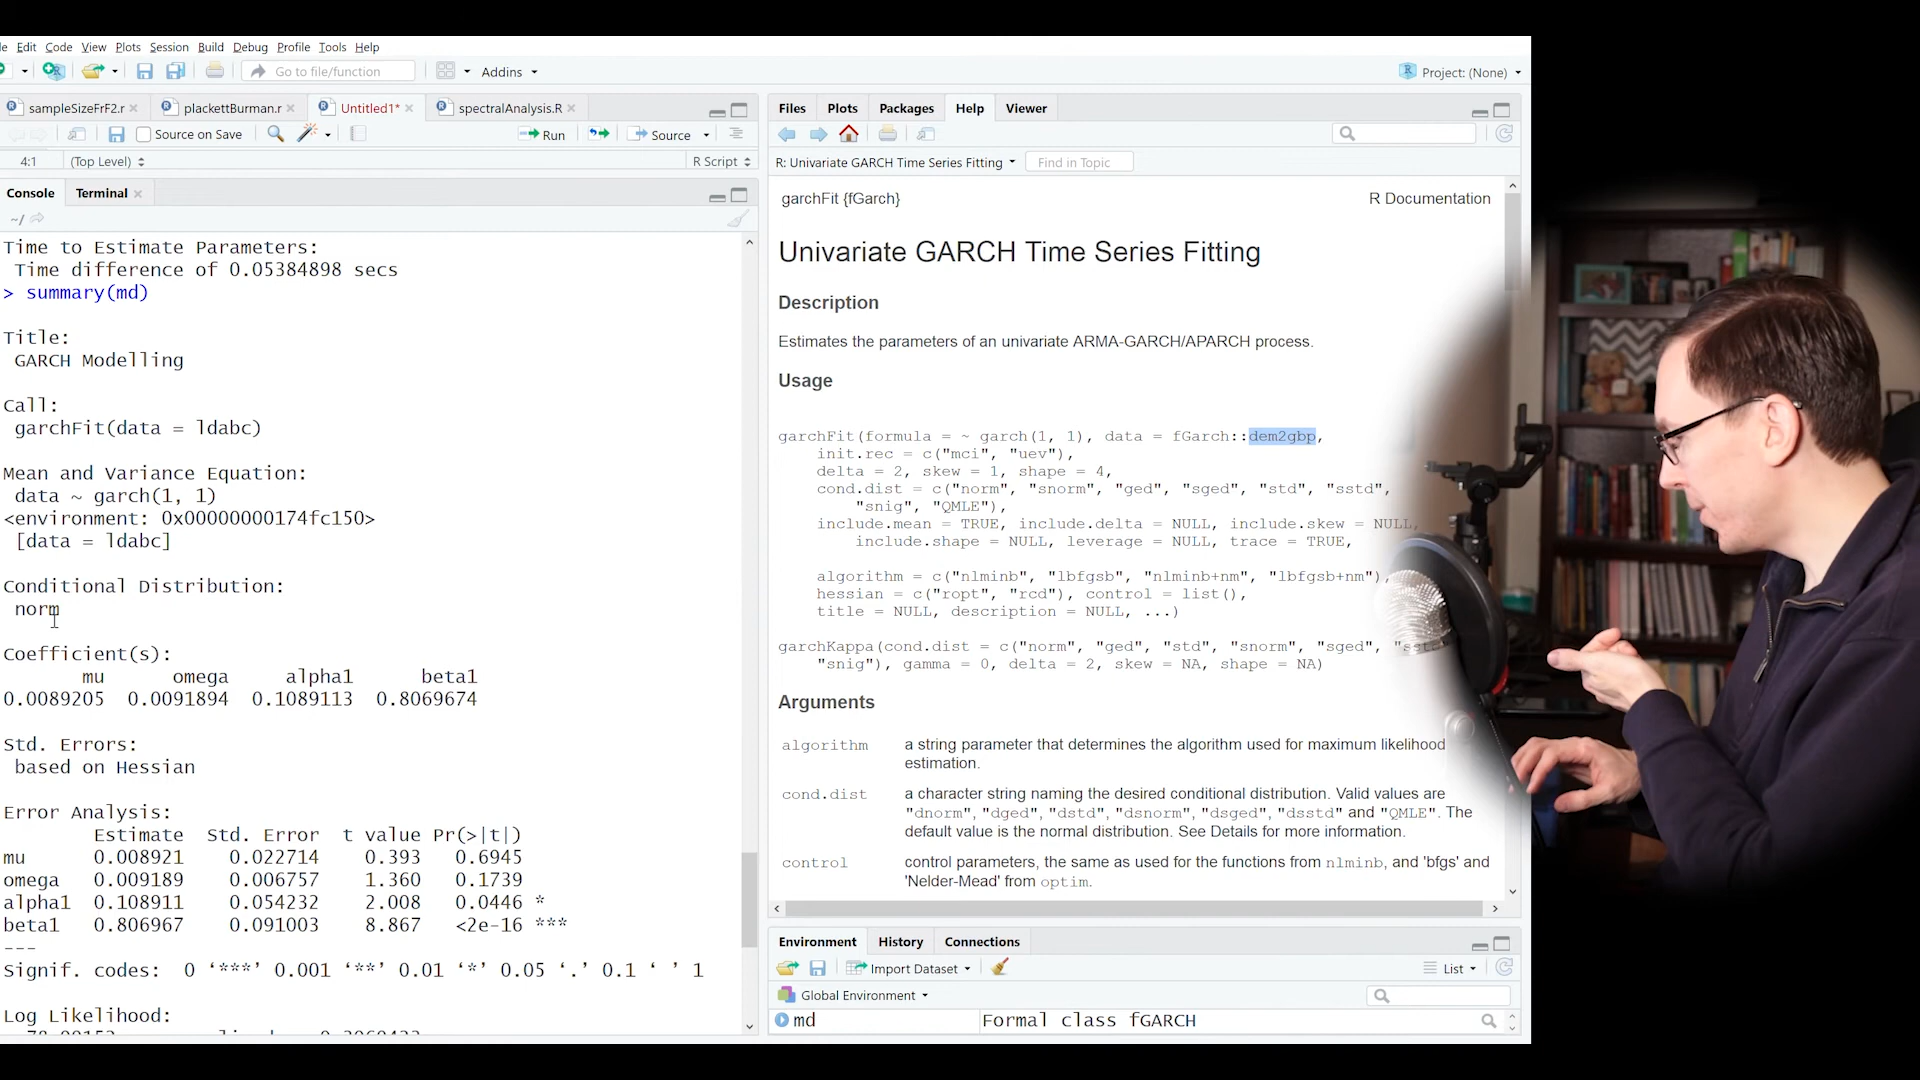 le Edit Code View Plots Session Build Debug Profile Tools Help
Go to file/function Addins Project: (None)
sampleSizeFrF2.r plackettBurman.r Untitled1* spectralAnalysis.R
Source on Save Run Source
4:1 (Top Level) R Script
Console Terminal
~/
Time to Estimate Parameters:
Time difference of 0.05384898 secs
> summary(md)
Title:
GARCH Modelling
Call:
garchFit(data = ldabc)
Mean and Variance Equation:
data ~ garch(1, 1)
<environment: 0x00000000174fc150>
[data = ldabc]
Conditional Distribution:
norm
Coefficient(s):
mu omega alpha1 beta1
0.0089205 0.0091894 0.1089113 0.8069674
Std. Errors:
based on Hessian
Error Analysis:
Estimate Std. Error t value Pr(>|t|)
mu 0.008921 0.022714 0.393 0.6945
omega 0.009189 0.006757 1.360 0.1739
alpha1 0.108911 0.054232 2.008 0.0446 *
beta1 0.806967 0.091003 8.867 <2e-16 ***
---
Signif. codes: 0 ‘***’ 0.001 ‘**’ 0.01 ‘*’ 0.05 ‘.’ 0.1 ‘ ’ 1
Log Likelihood:
Files Plots Packages Help Viewer
R: Univariate GARCH Time Series Fitting Find in Topic
garchFit {fGarch} R Documentation
Univariate GARCH Time Series Fitting
Description
Estimates the parameters of an univariate ARMA-GARCH/APARCH process.
Usage
garchFit(formula = ~ garch(1, 1), data = fGarch::dem2gbp,
init.rec = c("mci", "uev"),
delta = 2, skew = 1, shape = 4,
cond.dist = c("norm", "snorm", "ged", "sged", "std", "sstd",
"snig", "QMLE"),
include.mean = TRUE, include.delta = NULL, include.skew = NULL,
include.shape = NULL, leverage = NULL, trace = TRUE,
algorithm = c("nlminb", "lbfgsb", "nlminb+nm", "lbfgsb+nm"),
hessian = c("ropt", "rcd"), control = list(),
title = NULL, description = NULL, ...)
garchKappa(cond.dist = c("norm", "ged", "std", "snorm", "sged", "sstd",
"snig"), gamma = 0, delta = 2, skew = NA, shape = NA)
Arguments
algorithm a string parameter that determines the algorithm used for maximum likelihood
estimation.
cond.dist a character string naming the desired conditional distribution. Valid values are
"dnorm", "dged", "dstd", "dsnorm", "dsged", "dsstd" and "QMLE". The
default value is the normal distribution. See Details for more information.
control control parameters, the same as used for the functions from nlminb, and 'bfgs' and
'Nelder-Mead' from optim.
Environment History Connections
Import Dataset List
Global Environment
md Formal class fGARCH